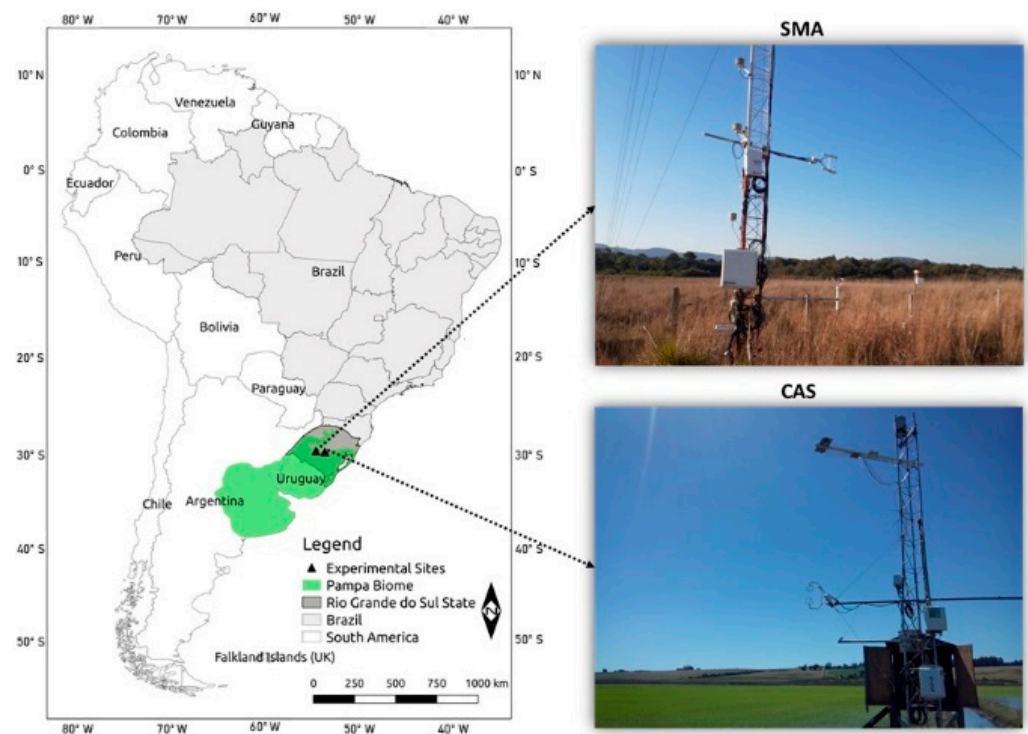 80° W 70° W 60° W 50° W 40° W
SMA
10° N
10° N
Venezuela
Guyana
Colombia
0° S
0° S
Ecuador
Peru
Brazil
10° S
10° S
Bolivia
20° S
20° S
CAS
Paraguay
30° S
30° S
Uruguay
Argentina
Chile
40° S
40° S
Legend
Experimental Sites
Pampa Biome
Rio Grande do Sul State
Brazil
South America
N
50° S
50° S
Falkland Islands (UK)
0 250 500 750 1000 km
80° W 70° W 60° W 50° W 40° W